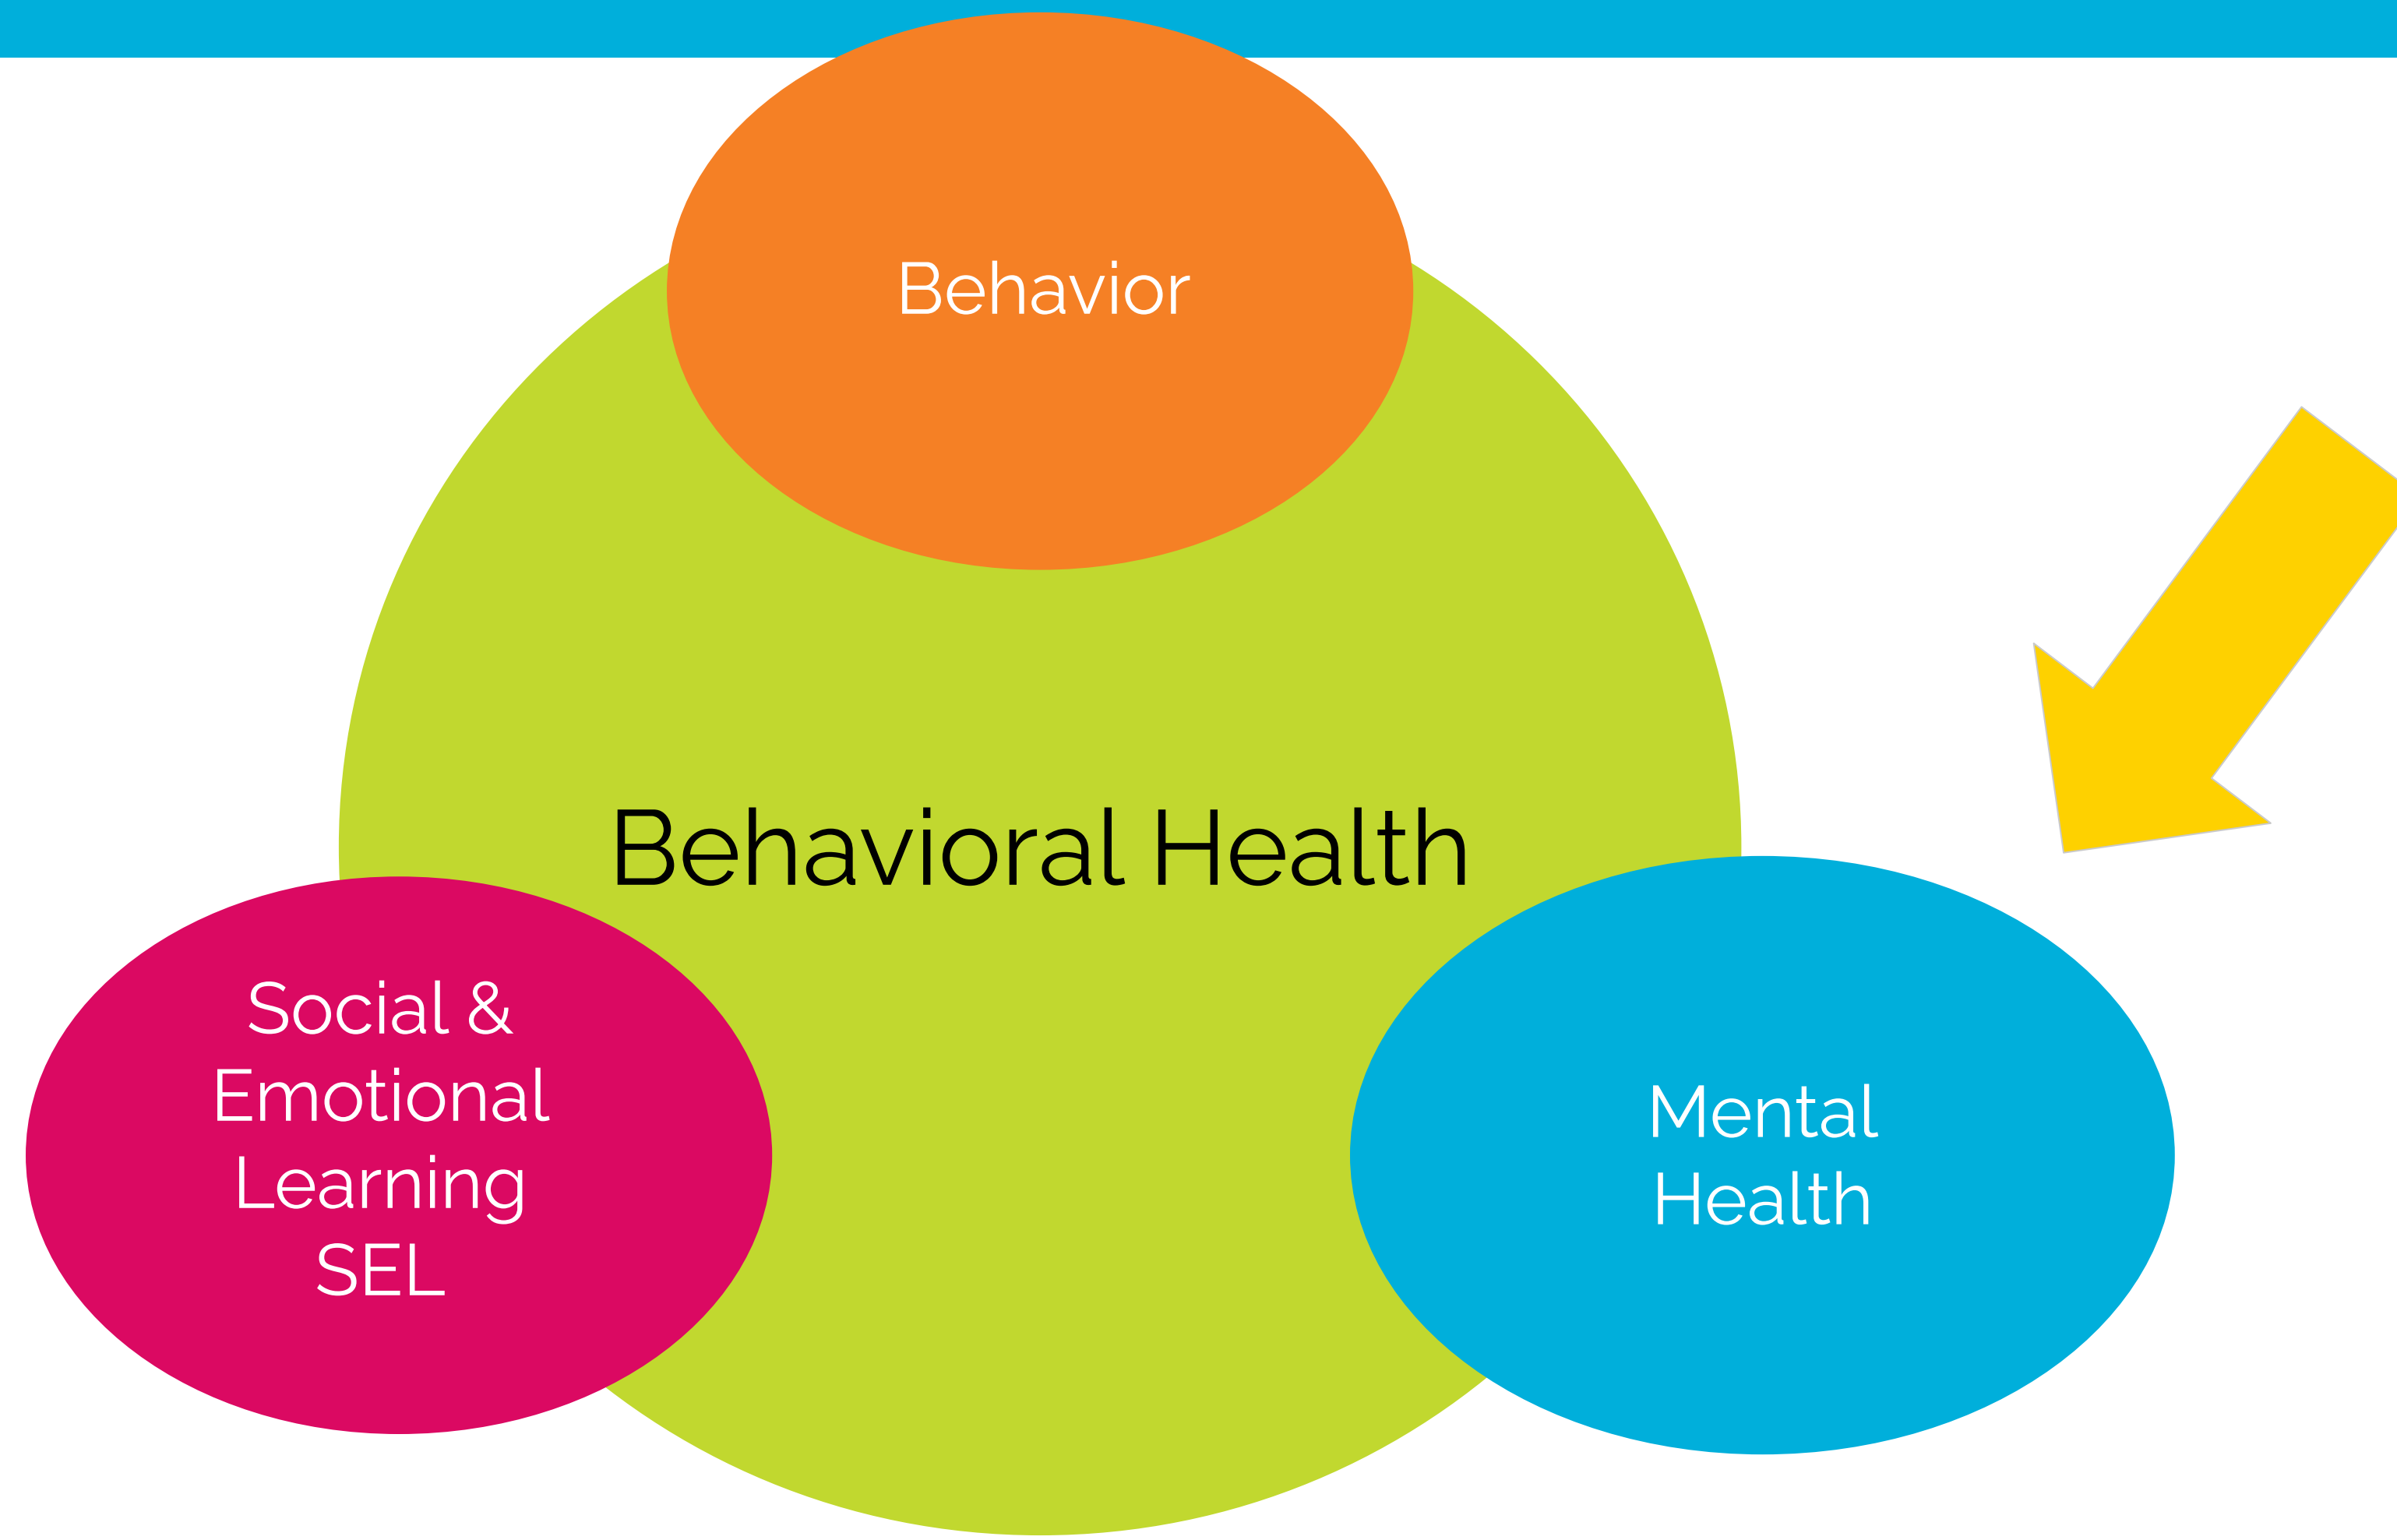 Behavior
Behavioral Health
Social &
Emotional
Learning
SEL
Mental
Health